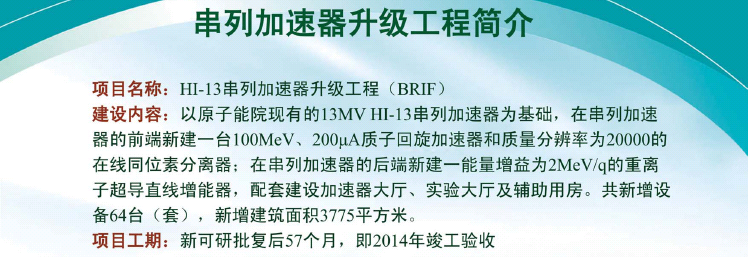 串列加速器升级工程简介
项目名称：HI-13串列加速器升级工程（BRIF）
建设内容：以原子能院现有的13MV HI-13串列加速器为基础，在串列加速
器的前端新建一台100MeV、200μA质子回旋加速器和质量分辨率为20000的
在线同位素分离器；在串列加速器的后端新建一能量增益为2MeV/q的重离
子超导直线增能器，配套建设加速器大厅、实验大厅及辅助用房。共新增设
备64台（套），新增建筑面积3775平方米。
项目工期：新可研批复后57个月，即2014年竣工验收